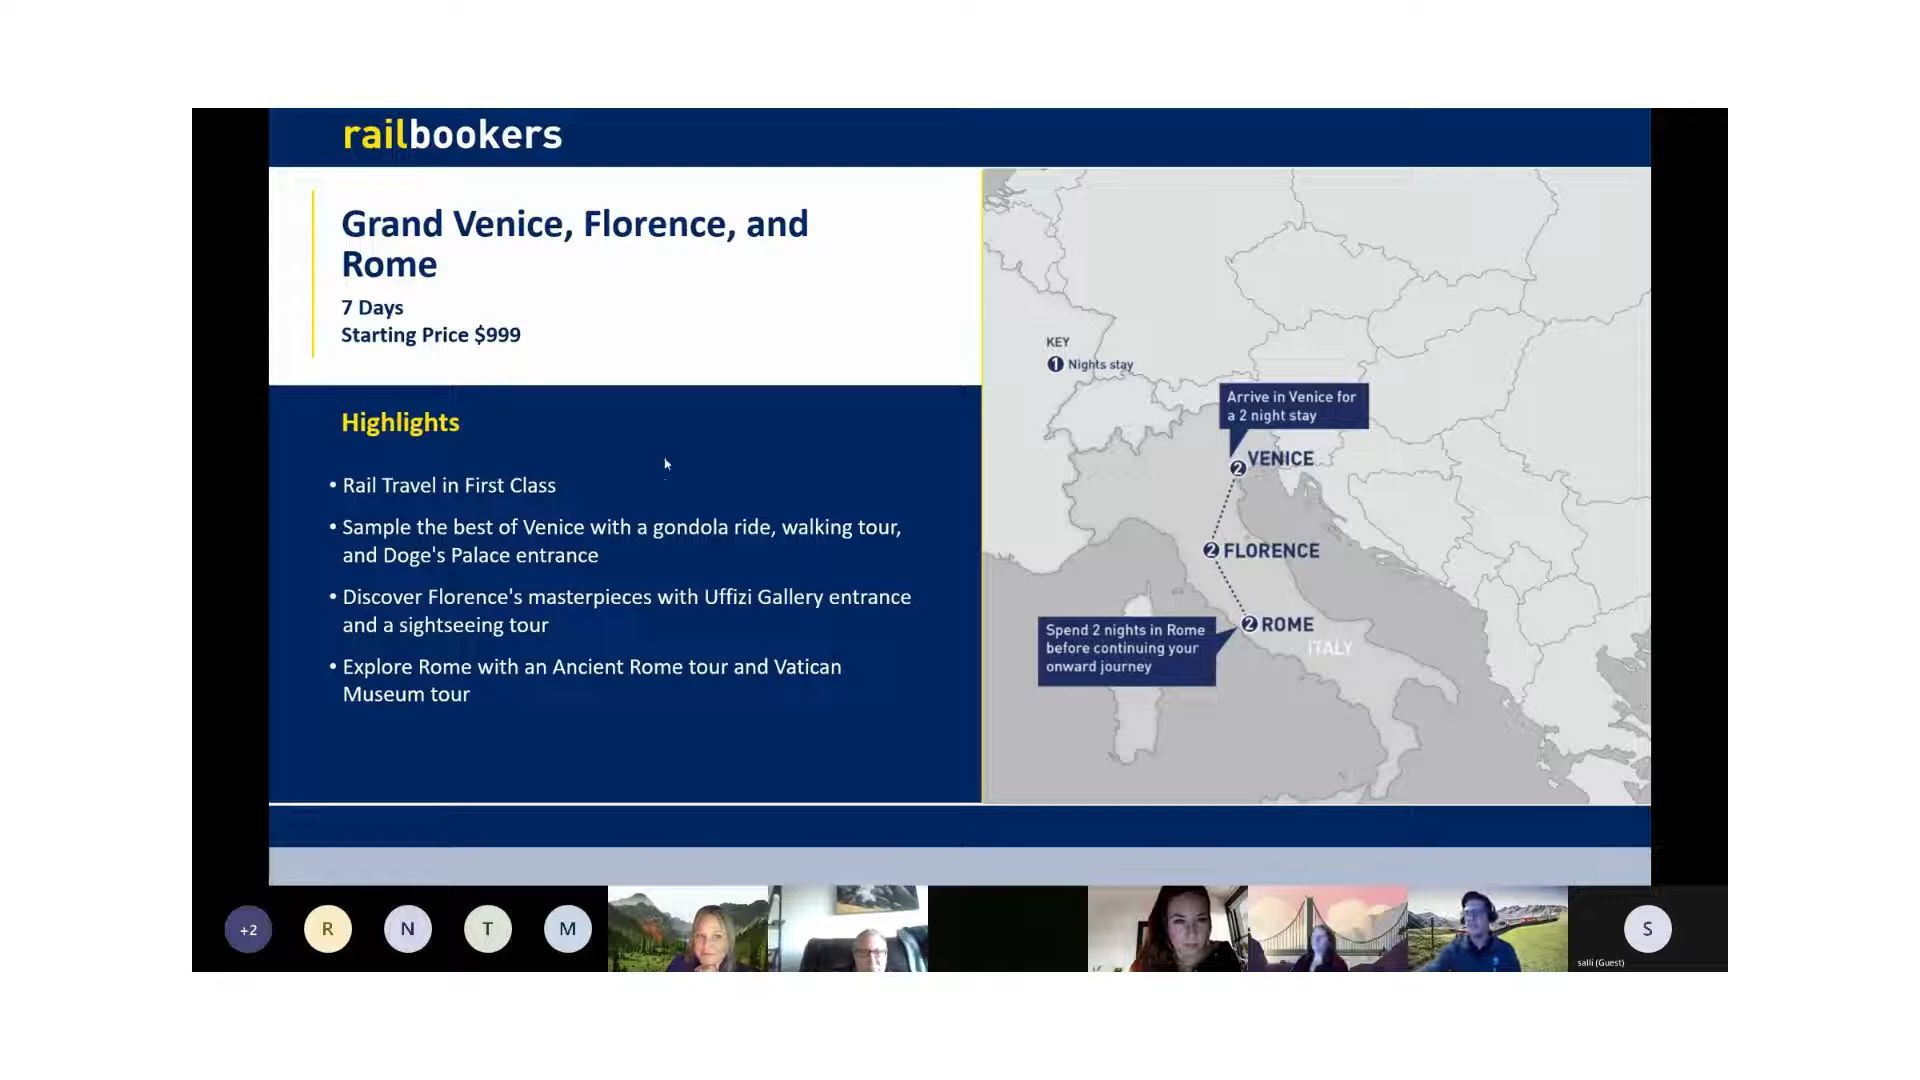 railbookers
Grand Venice, Florence, and
Rome
7 Days
Starting Price $999
Highlights
• Rail Travel in First Class
• Sample the best of Venice with a gondola ride, walking tour,
and Doge's Palace entrance
• Discover Florence's masterpieces with Uffizi Gallery entrance
and a sightseeing tour
• Explore Rome with an Ancient Rome tour and Vatican
Museum tour
KEY
1 Nights stay
Arrive in Venice for
a 2 night stay
2 VENICE
2 FLORENCE
2 ROME
ITALY
Spend 2 nights in Rome
before continuing your
onward journey
+2
R
N
T
M
S
salli (Guest)